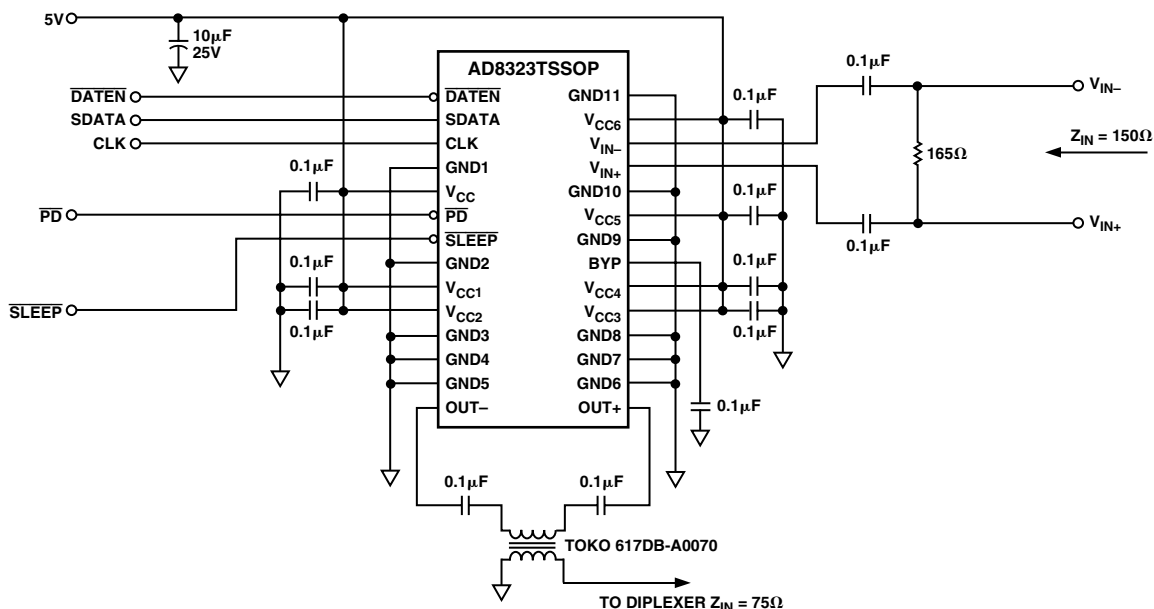 5V
10µF
25V
AD8323TSSOP
DATEN
SDATA
CLK
PD
SLEEP
0.1µF
0.1µF
0.1µF
DATEN
SDATA
CLK
GND1
VCC
PD
SLEEP
GND2
VCC1
VCC2
GND3
GND4
GND5
OUT–
GND11
VCC6
VIN–
VIN+
GND10
VCC5
GND9
BYP
VCC4
VCC3
GND8
GND7
GND6
OUT+
0.1µF
0.1µF
0.1µF
0.1µF
0.1µF
0.1µF
0.1µF
165Ω
VIN–
ZIN = 150Ω
VIN+
0.1µF
0.1µF
TOKO 617DB-A0070
TO DIPLEXER ZIN = 75Ω